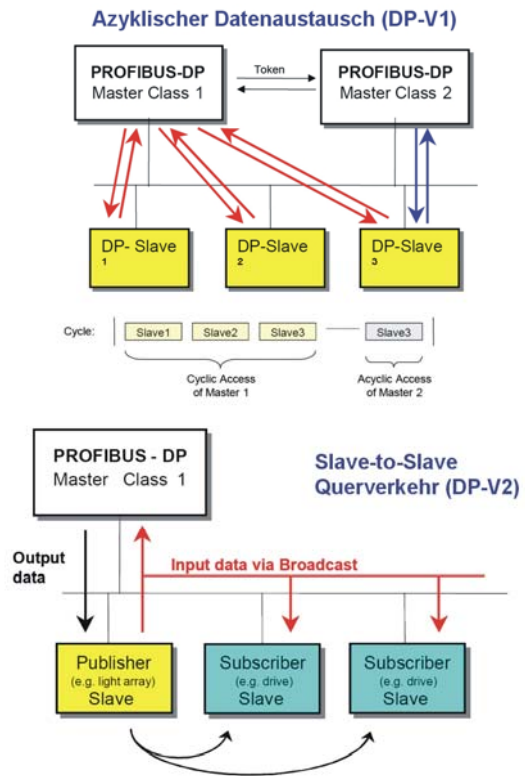 Azyklischer Datenaustausch (DP-V1)
PROFIBUS-DP
Master Class 1
Token
PROFIBUS-DP
Master Class 2
DP- Slave
1
DP-Slave
2
DP-Slave
3
Cycle:
Slave1
Slave2
Slave3
Slave3
Cyclic Access
of Master 1
Acyclic Access
of Master 2
PROFIBUS - DP
Master Class 1
Slave-to-Slave
Querverkehr (DP-V2)
Output
data
Input data via Broadcast
Publisher
(e.g. light array)
Slave
Subscriber
(e.g. drive)
Slave
Subscriber
(e.g. drive)
Slave